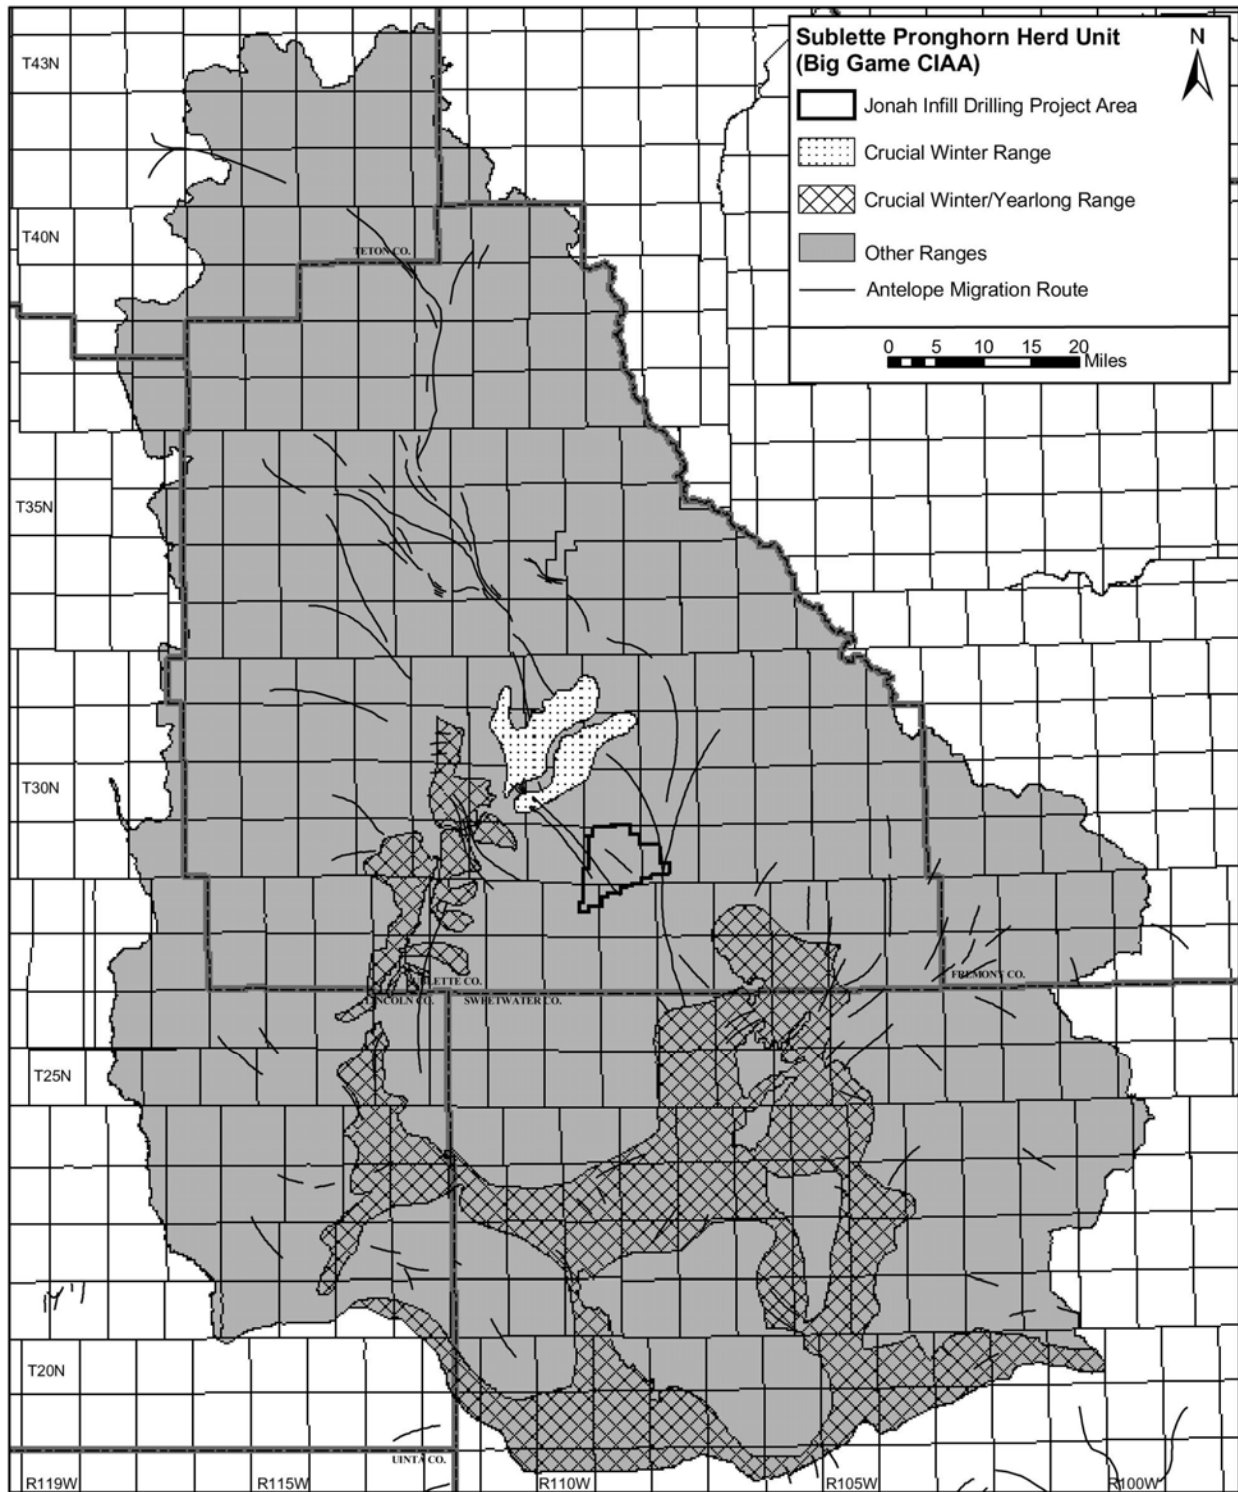 Sublette Pronghorn Herd Unit
(Big Game CIAA)
N
Jonah Infill Drilling Project Area
Crucial Winter Range
Crucial Winter/Yearlong Range
Other Ranges
Antelope Migration Route
0 5 10 15 20 Miles
T43N
T40N
TETON CO.
T35N
T30N
LETTE CO.
FREMONT CO.
LINCOLN CO.
SWEETWATER CO.
T25N
T20N
UINTA CO.
R119W
R115W
R110W
R105W
R100W